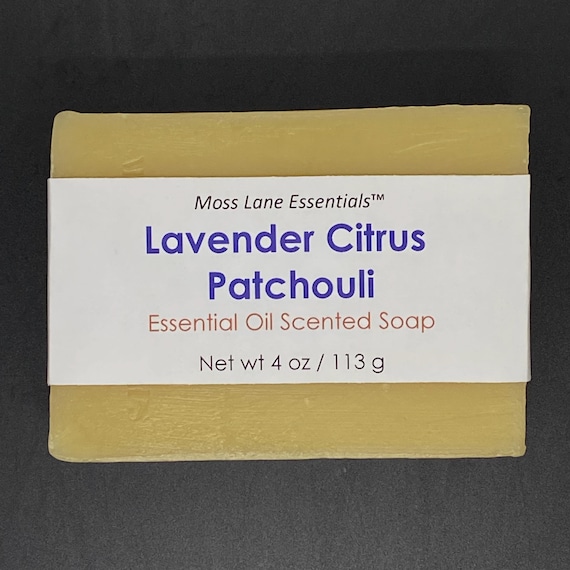 Moss Lane Essentials™
Lavender Citrus
Patchouli
Essential Oil Scented Soap
Net wt 4 oz / 113 g